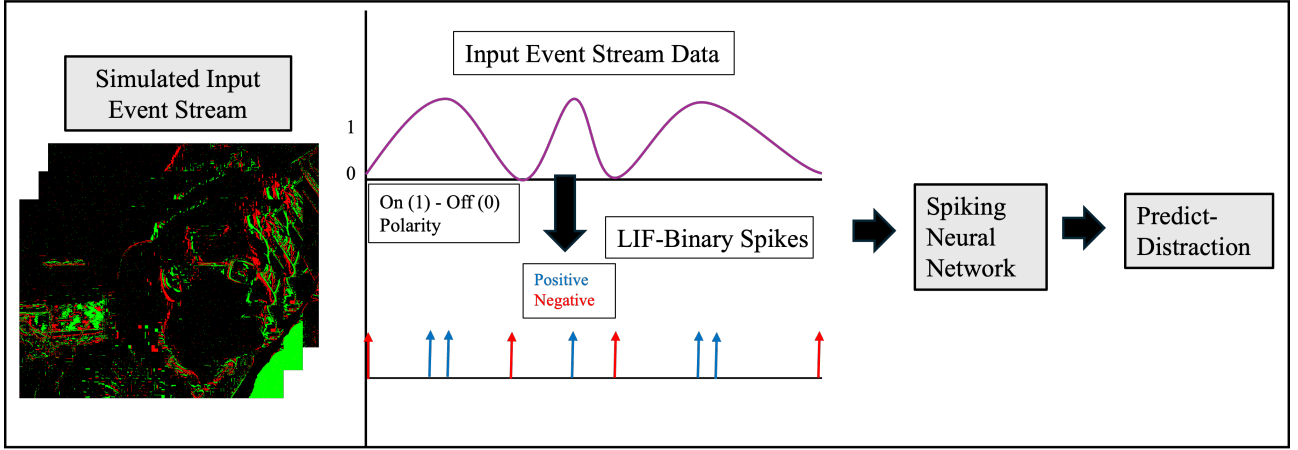 Simulated Input
Event Stream
Input Event Stream Data
1
0
On (1) - Off (0)
Polarity
LIF-Binary Spikes
Positive
Negative
Spiking
Neural
Network
Predict-
Distraction